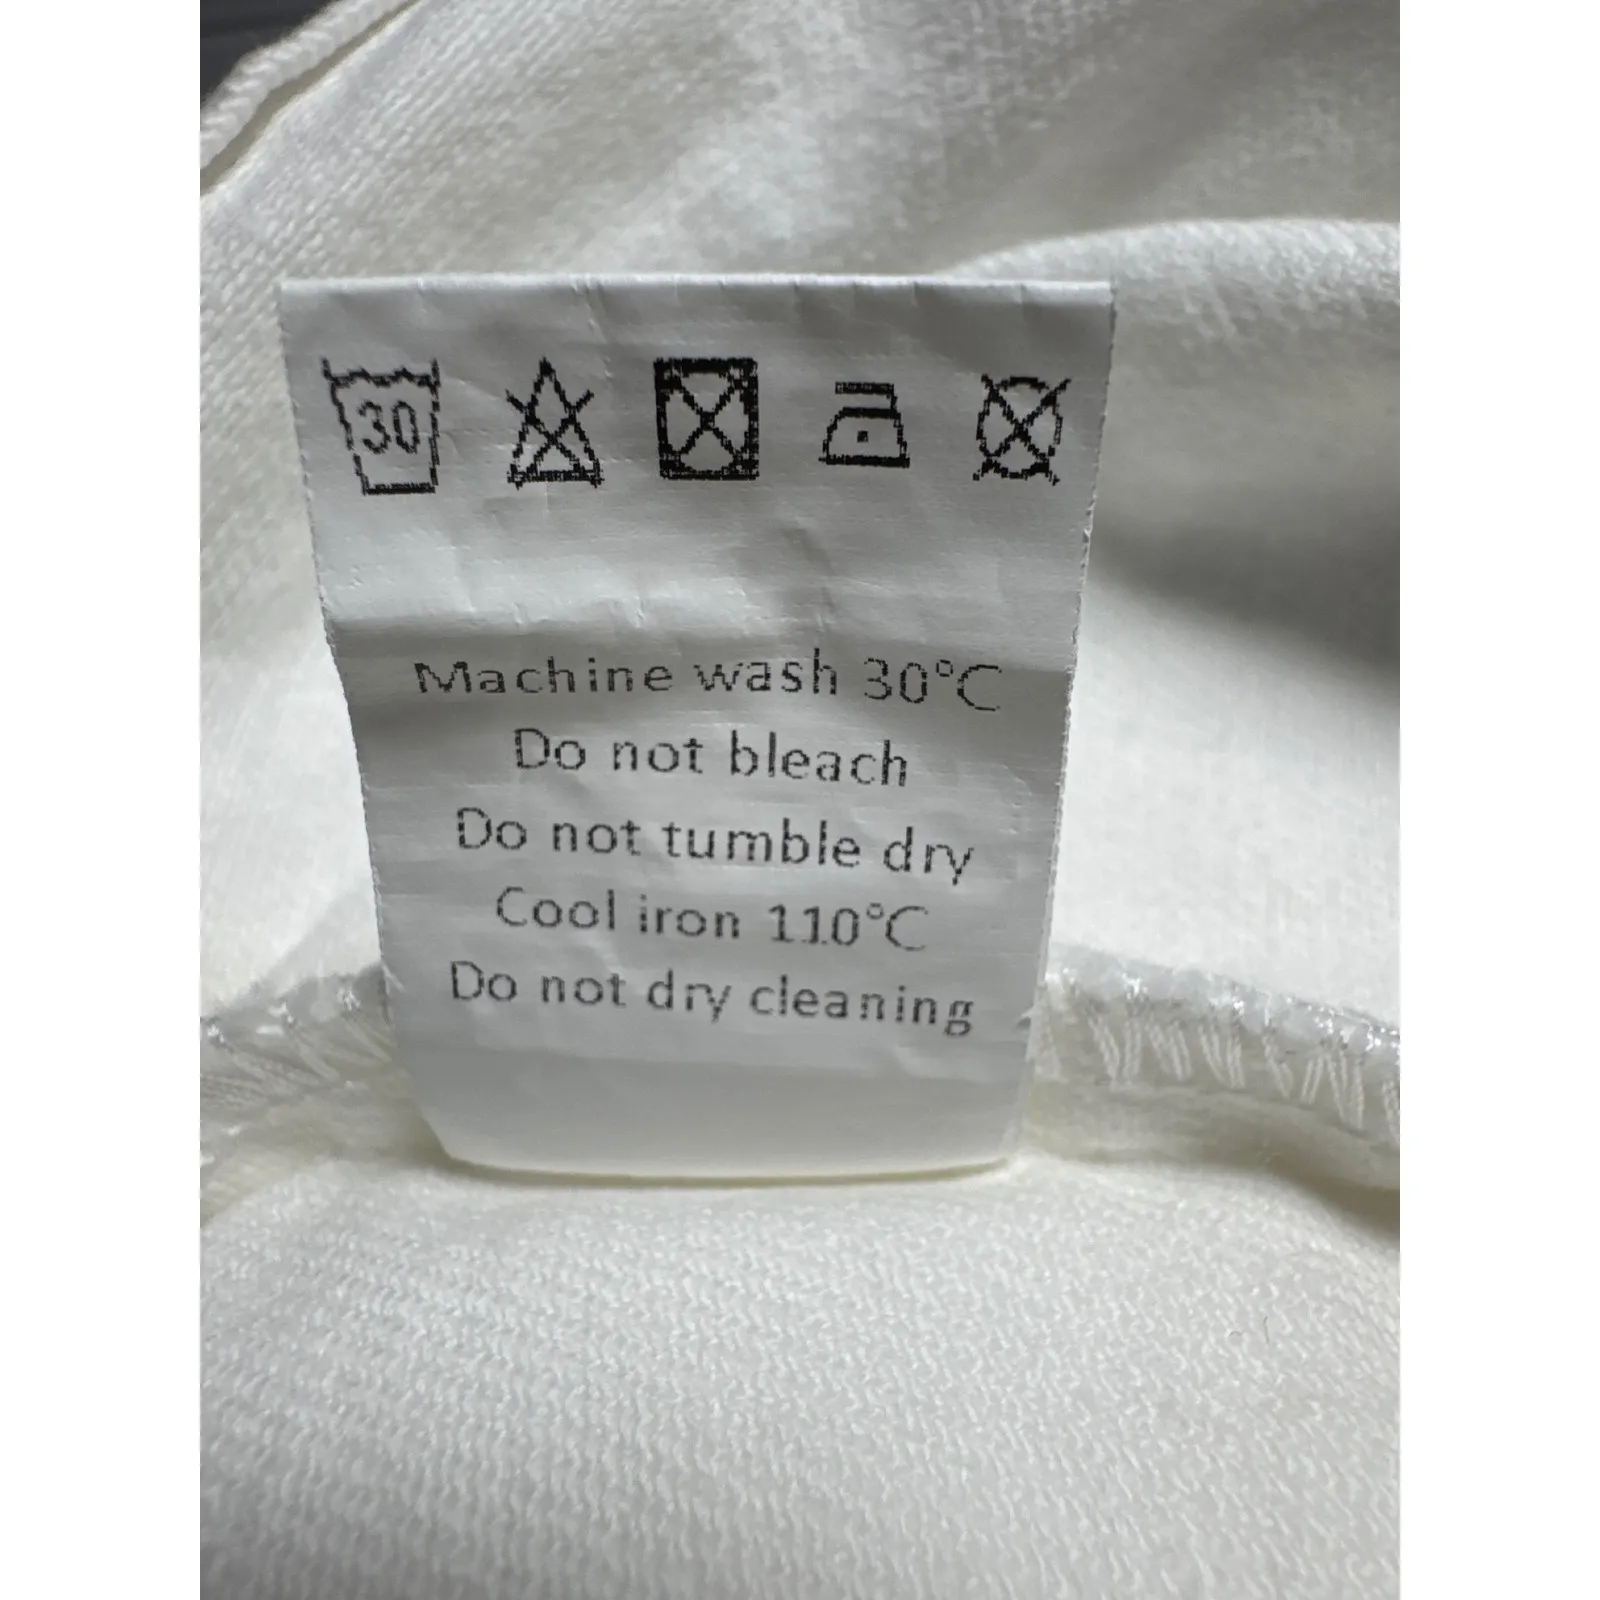 30
Machine wash 30°C
Do not bleach
Do not tumble dry
Cool iron 110°C
Do not dry cleaning